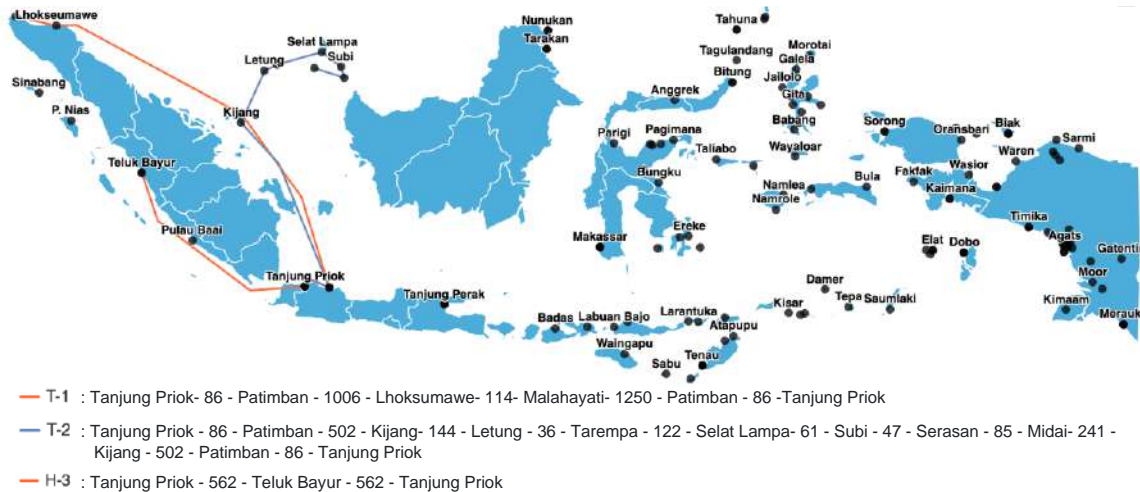 Lhokseumawe
Sinabang
P. Nias
Teluk Bayur
Pulau Baai
Kijang
Letung
Selat Lampa
Subi
Tanjung Priok
Tanjung Perak
Nunukan
Tarakan
Tahuna
Tagulandang
Bitung
Morotai
Galela
Jailolo
Gita
Babang
Anggrek
Parigi
Pagimana
Taliabo
Wayaloar
Bungku
Namlea
Namrole
Bula
Makassar
Ereke
Sorong
Oransbari
Biak
Sarmi
Waren
Wasior
Fakfak
Kaimana
Timika
Agats
Gatentiri
Elat
Dobo
Moor
Kimaam
Merauke
Damer
Tepa
Saumlaki
Kisar
Badas
Labuan Bajo
Larantuka
Atapupu
Waingapu
Sabu
Tenau
T-1 : Tanjung Priok- 86 - Patimban - 1006 - Lhoksumawe- 114- Malahayati- 1250 - Patimban - 86 -Tanjung Priok
T-2 : Tanjung Priok - 86 - Patimban - 502 - Kijang- 144 - Letung - 36 - Tarempa - 122 - Selat Lampa- 61 - Subi - 47 - Serasan - 85 - Midai- 241 -
Kijang - 502 - Patimban - 86 - Tanjung Priok
H-3 : Tanjung Priok - 562 - Teluk Bayur - 562 - Tanjung Priok